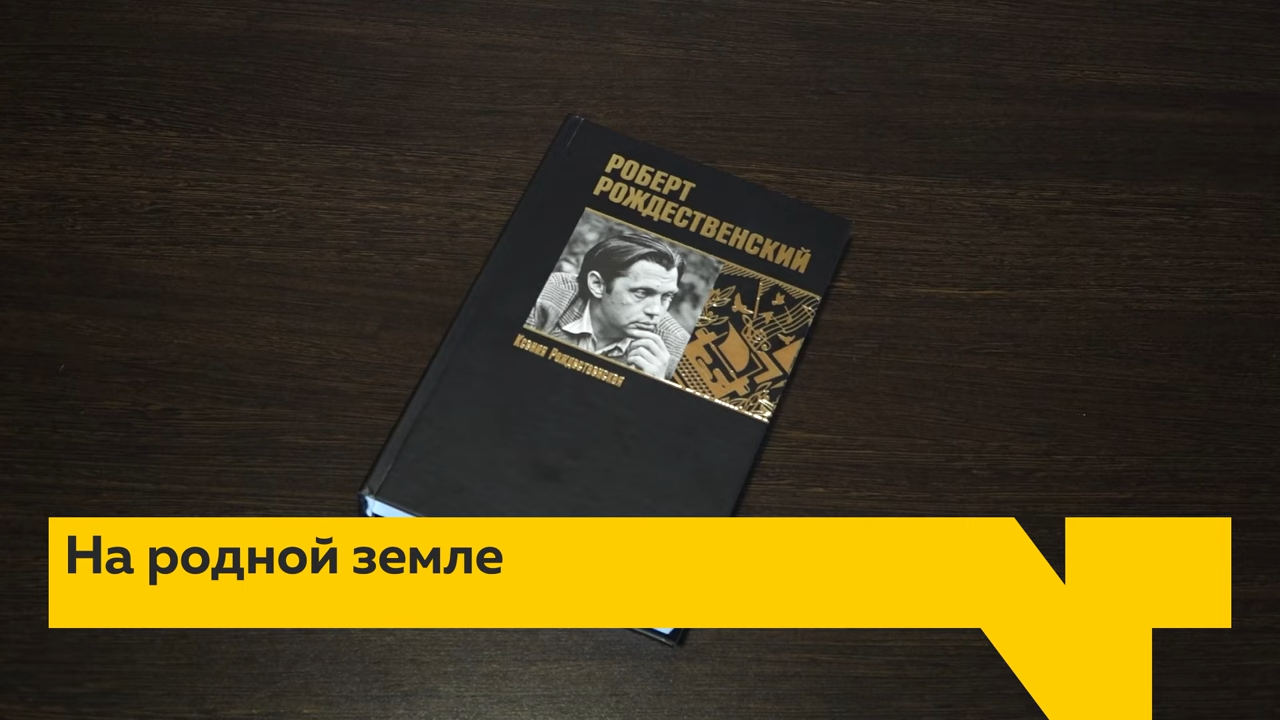 РОБЕРТ
РОЖДЕСТВЕНСКИЙ
Ксения Рождественская
На родной земле